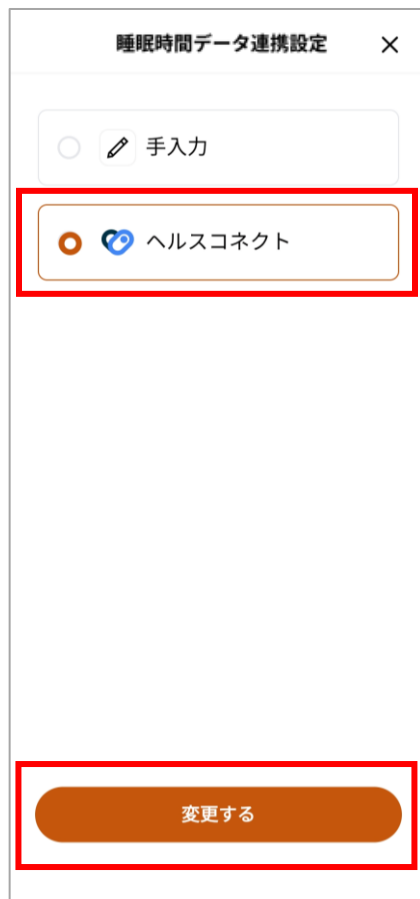 睡眠時間データ連携設定
手入力
ヘルスコネクト
変更する